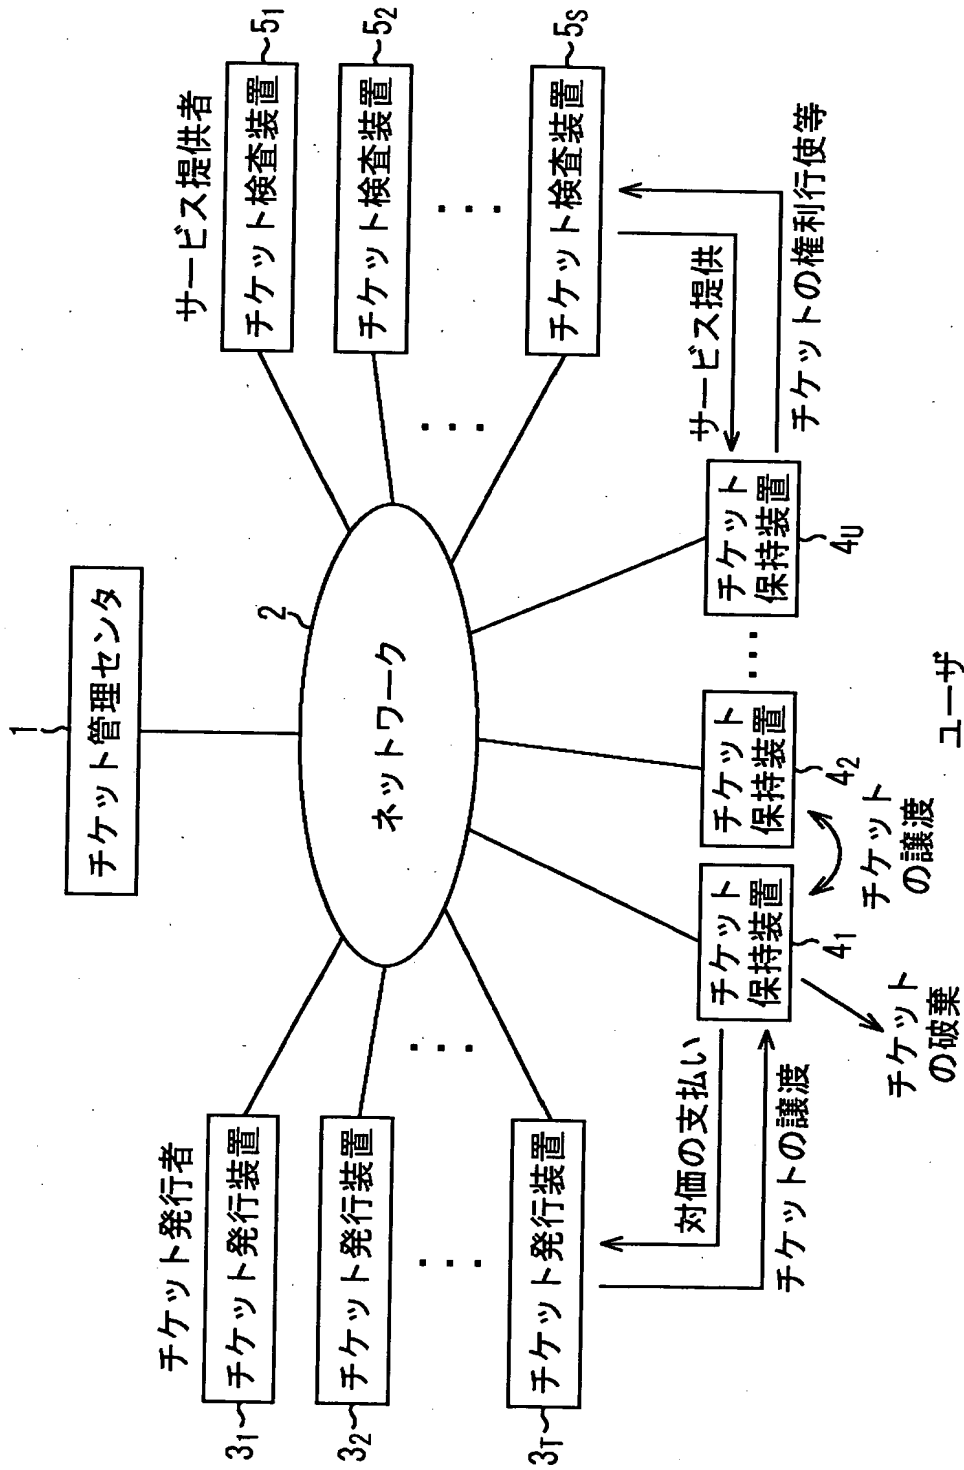 1
チケット管理センタ
2
ネットワーク
チケット発行者
3₁
チケット発行装置
3₂
チケット発行装置
3T
チケット発行装置
サービス提供者
チケット検査装置
5₁
チケット検査装置
5₂
チケット検査装置
5S
対価の支払い
チケットの譲渡
チケット
保持装置
4₁
チケット
保持装置
4₂
チケット
保持装置
4U
サービス提供
チケットの権利行使等
チケット
の破棄
チケット
の譲渡
ユーザ